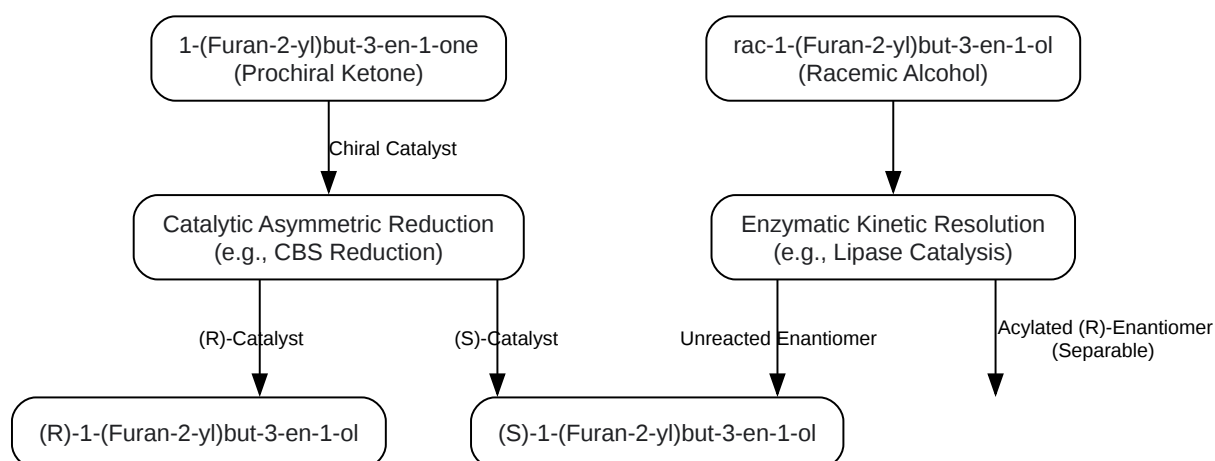 1-(Furan-2-yl)but-3-en-1-one
(Prochiral Ketone)
rac-1-(Furan-2-yl)but-3-en-1-ol
(Racemic Alcohol)
Chiral Catalyst
Catalytic Asymmetric Reduction
(e.g., CBS Reduction)
Enzymatic Kinetic Resolution
(e.g., Lipase Catalysis)
(R)-Catalyst
(S)-Catalyst
Unreacted Enantiomer
Acylated (R)-Enantiomer
(Separable)
(R)-1-(Furan-2-yl)but-3-en-1-ol
(S)-1-(Furan-2-yl)but-3-en-1-ol